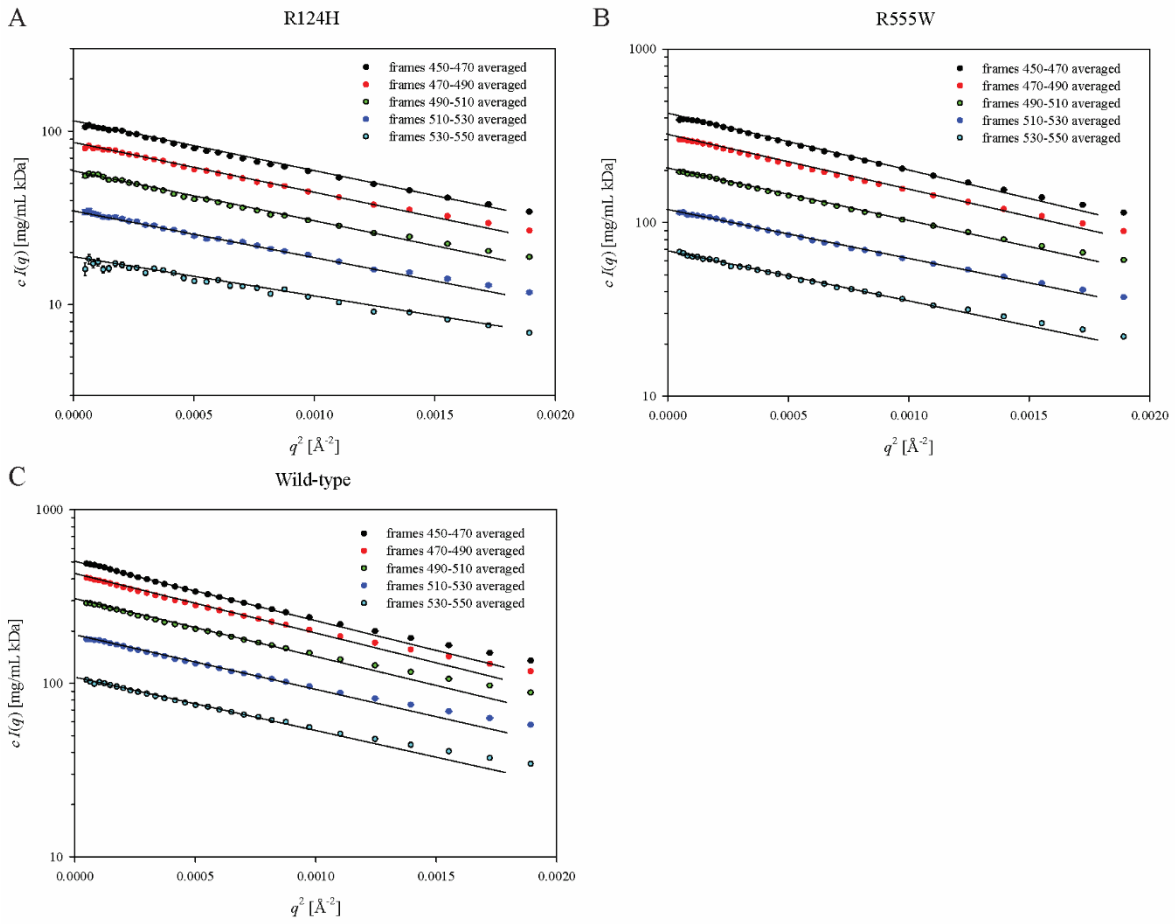 A
R124H
frames 450-470 averaged
frames 470-490 averaged
frames 490-510 averaged
frames 510-530 averaged
frames 530-550 averaged
100
10
c I(q) [mg/mL kDa]
0.0000 0.0005 0.0010 0.0015 0.0020
q² [Å⁻²]
B
R555W
frames 450-470 averaged
frames 470-490 averaged
frames 490-510 averaged
frames 510-530 averaged
frames 530-550 averaged
1000
100
10
c I(q) [mg/mL kDa]
0.0000 0.0005 0.0010 0.0015 0.0020
q² [Å⁻²]
C
Wild-type
frames 450-470 averaged
frames 470-490 averaged
frames 490-510 averaged
frames 510-530 averaged
frames 530-550 averaged
1000
100
10
c I(q) [mg/mL kDa]
0.0000 0.0005 0.0010 0.0015 0.0020
q² [Å⁻²]